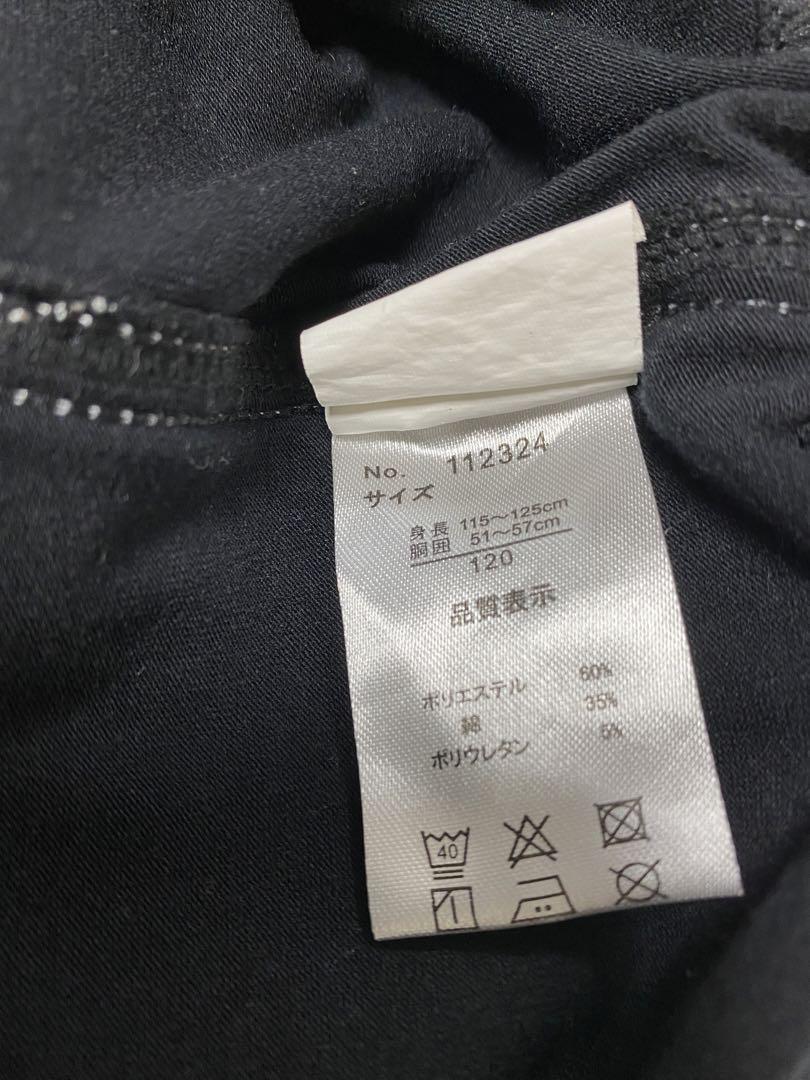 No. 112324
サイズ
身長 115～125cm
胴囲 51～57cm
120
品質表示
ポリエステル 60%
綿 35%
ポリウレタン 5%
40